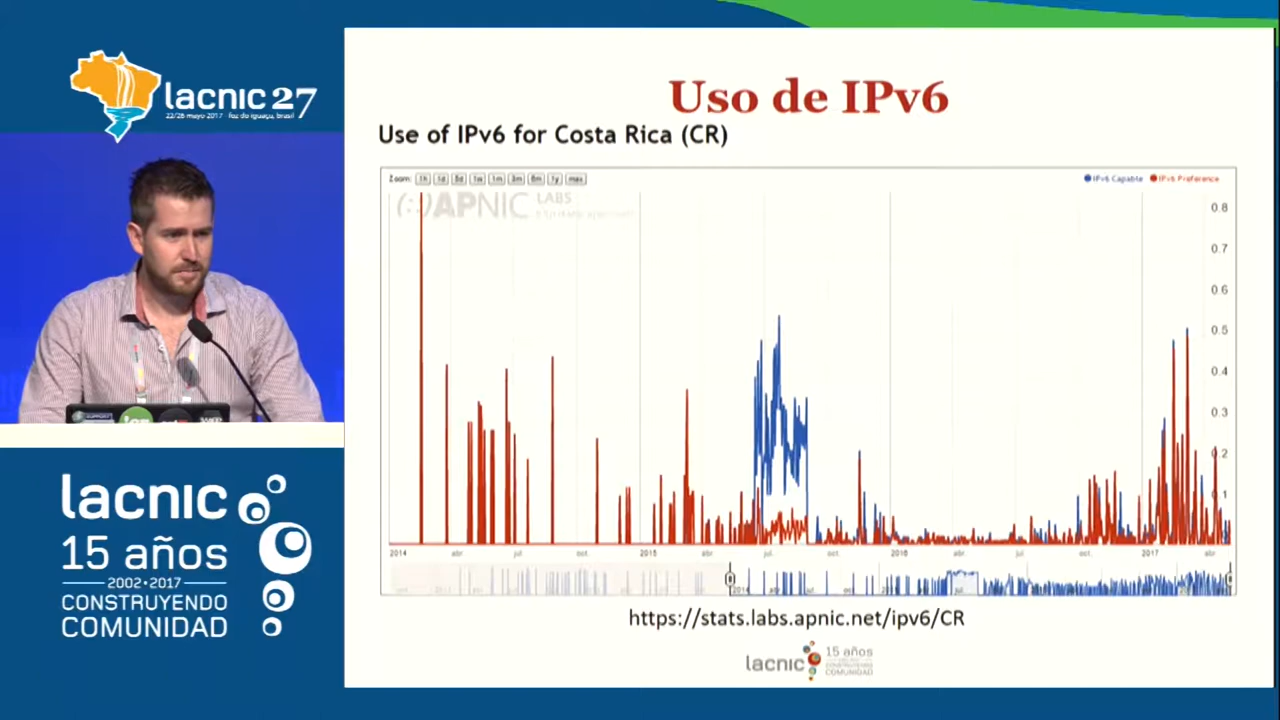 lacnic 27
22/26 mayo 2017 - foz do iguaçu, brasil
Uso de IPv6
Use of IPv6 for Costa Rica (CR)
Zoom: 1h 1d 5d 1w 1m 3m 6m 1y max
IPv6 Capable IPv6 Preference
(::) APNIC LABS
0.8
0.7
0.6
0.5
0.4
0.3
0.2
0.1
2014 abr jul. oct. 2015 abr jul. oct. 2016 abr jul oct. 2017 abr
https://stats.labs.apnic.net/ipv6/CR
lacnic
15 años
CONSTRUYENDO
COMUNIDAD
lacnic
15 años
2002•2017
CONSTRUYENDO
COMUNIDAD